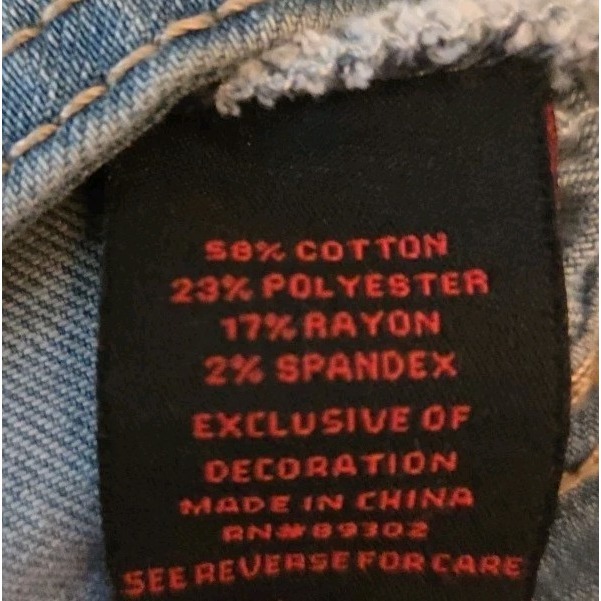 58% COTTON
23% POLYESTER
17% RAYON
2% SPANDEX
EXCLUSIVE OF
DECORATION
MADE IN CHINA
RN#89302
SEE REVERSE FOR CARE